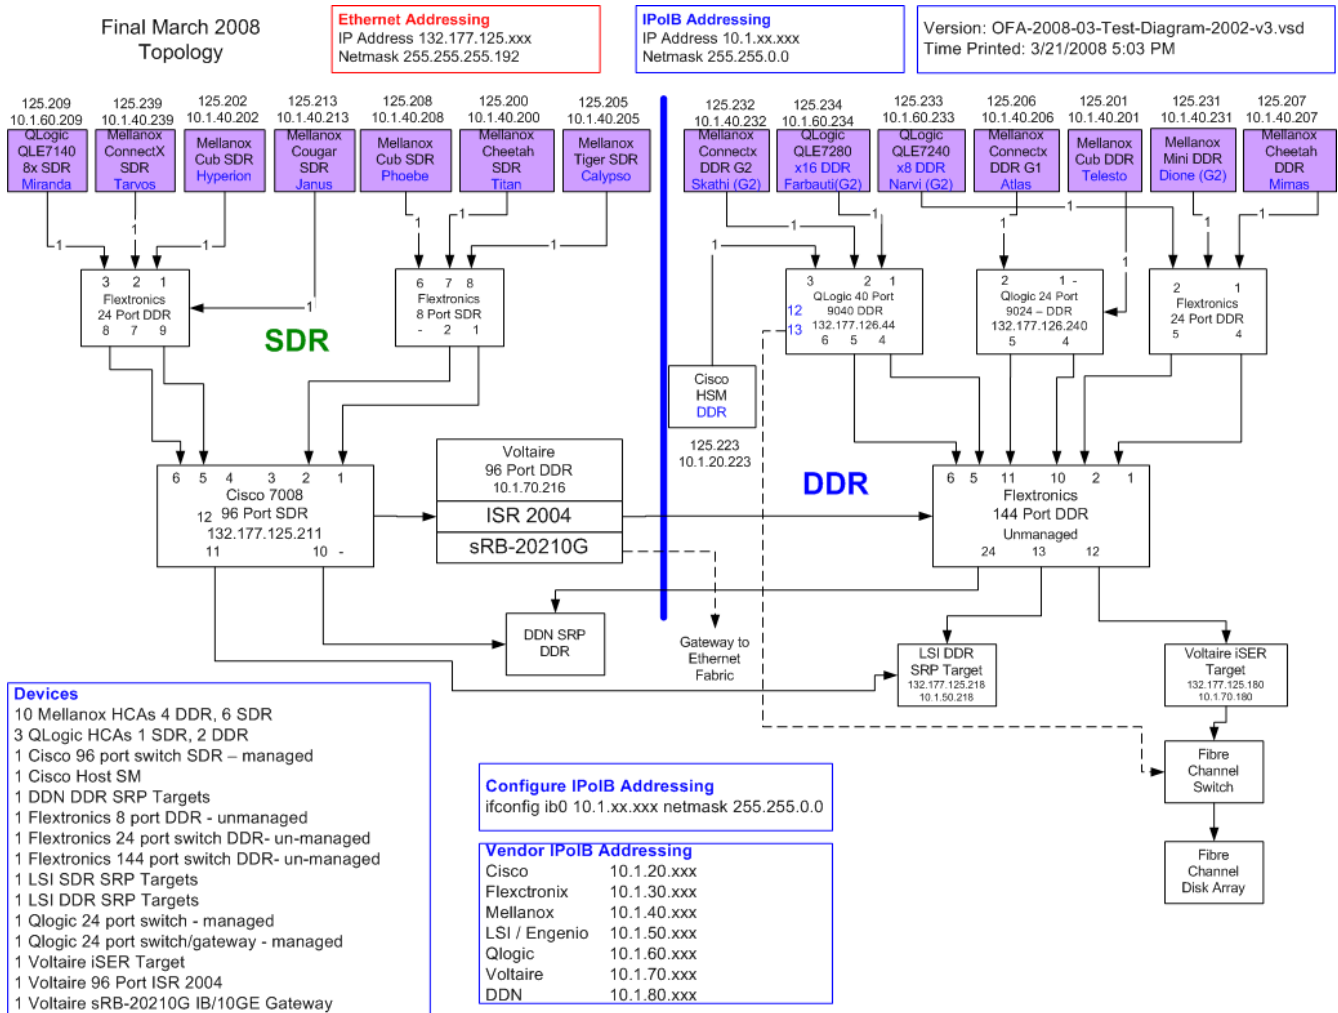 Final March 2008
Topology
Ethernet Addressing
IP Address 132.177.125.xxx
Netmask 255.255.255.192
IPoIB Addressing
IP Address 10.1.xx.xxx
Netmask 255.255.0.0
Version: OFA-2008-03-Test-Diagram-2002-v3.vsd
Time Printed: 3/21/2008 5:03 PM
125.209
10.1.60.209
QLogic
QLE7140
8x SDR
Miranda
125.239
10.1.40.239
Mellanox
ConnectX
SDR
Tarvos
125.202
10.1.40.202
Mellanox
Cub SDR
Hyperion
125.213
10.1.40.213
Mellanox
Cougar
SDR
Janus
125.208
10.1.40.208
Mellanox
Cub SDR
Phoebe
125.200
10.1.40.200
Mellanox
Cheetah
SDR
Titan
125.205
10.1.40.205
Mellanox
Tiger SDR
Calypso
125.232
10.1.40.232
Mellanox
Connectx
DDR G2
Skathi (G2)
125.234
10.1.60.234
QLogic
QLE7280
x16 DDR
Farbauti(G2)
125.233
10.1.60.233
QLogic
QLE7240
x8 DDR
Narvi (G2)
125.206
10.1.40.206
Mellanox
Connectx
DDR G1
Atlas
125.201
10.1.40.201
Mellanox
Cub DDR
Telesto
125.231
10.1.40.231
Mellanox
Mini DDR
Dione (G2)
125.207
10.1.40.207
Mellanox
Cheetah
DDR
Mimas
1 1 1 1 1 1 1
1 1 1 1 1 1 1 1
3 2 1
Flextronics
24 Port DDR
8 7 9
SDR
6 7 8
Flextronics
8 Port SDR
- 2 1
3 2 1
QLogic 40 Port
12 9040 DDR
13 132.177.126.44
6 5 4
2 1 -
Qlogic 24 Port
9024 – DDR
132.177.126.240
5 4
2 1
Flextronics
24 Port DDR
5 4
Cisco
HSM
DDR
125.223
10.1.20.223
6 5 4 3 2 1
Cisco 7008
12 96 Port SDR
132.177.125.211
11 10 -
Voltaire
96 Port DDR
10.1.70.216
ISR 2004
sRB-20210G
DDR
6 5 11 10 2 1
Flextronics
144 Port DDR
Unmanaged
24 13 12
DDN SRP
DDR
Gateway to
Ethernet
Fabric
LSI DDR
SRP Target
132.177.125.218
10.1.50.218
Voltaire iSER
Target
132.177.125.180
10.1.70.180
Fibre
Channel
Switch
Fibre
Channel
Disk Array
Devices
10 Mellanox HCAs 4 DDR, 6 SDR
3 QLogic HCAs 1 SDR, 2 DDR
1 Cisco 96 port switch SDR – managed
1 Cisco Host SM
1 DDN DDR SRP Targets
1 Flextronics 8 port DDR - unmanaged
1 Flextronics 24 port switch DDR- un-managed
1 Flextronics 144 port switch DDR- un-managed
1 LSI SDR SRP Targets
1 LSI DDR SRP Targets
1 Qlogic 24 port switch - managed
1 Qlogic 24 port switch/gateway - managed
1 Voltaire iSER Target
1 Voltaire 96 Port ISR 2004
1 Voltaire sRB-20210G IB/10GE Gateway
Configure IPoIB Addressing
ifconfig ib0 10.1.xx.xxx netmask 255.255.0.0
Vendor IPoIB Addressing
Cisco 10.1.20.xxx
Flexctronix 10.1.30.xxx
Mellanox 10.1.40.xxx
LSI / Engenio 10.1.50.xxx
Qlogic 10.1.60.xxx
Voltaire 10.1.70.xxx
DDN 10.1.80.xxx